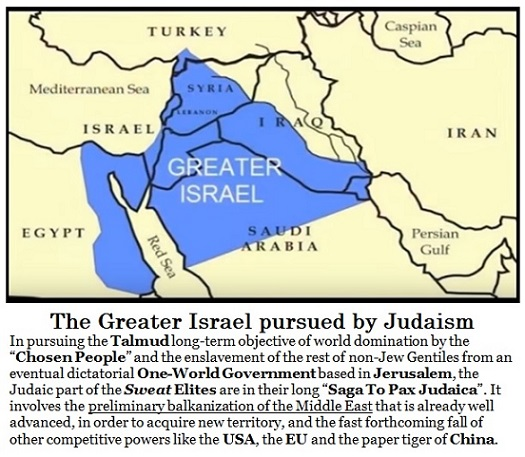 TURKEY
Caspian
Sea
Mediterranean Sea
SYRIA
LEBANON
ISRAEL
IRAQ
IRAN
GREATER
ISRAEL
EGYPT
SAUDI
ARABIA
Red Sea
Persian
Gulf
The Greater Israel pursued by Judaism
In pursuing the Talmud long-term objective of world domination by the
“Chosen People” and the enslavement of the rest of non-Jew Gentiles from an
eventual dictatorial One-World Government based in Jerusalem, the
Judaic part of the Sweat Elites are in their long “Saga To Pax Judaica”. It
involves the preliminary balkanization of the Middle East that is already well
advanced, in order to acquire new territory, and the fast forthcoming fall of
other competitive powers like the USA, the EU and the paper tiger of China.